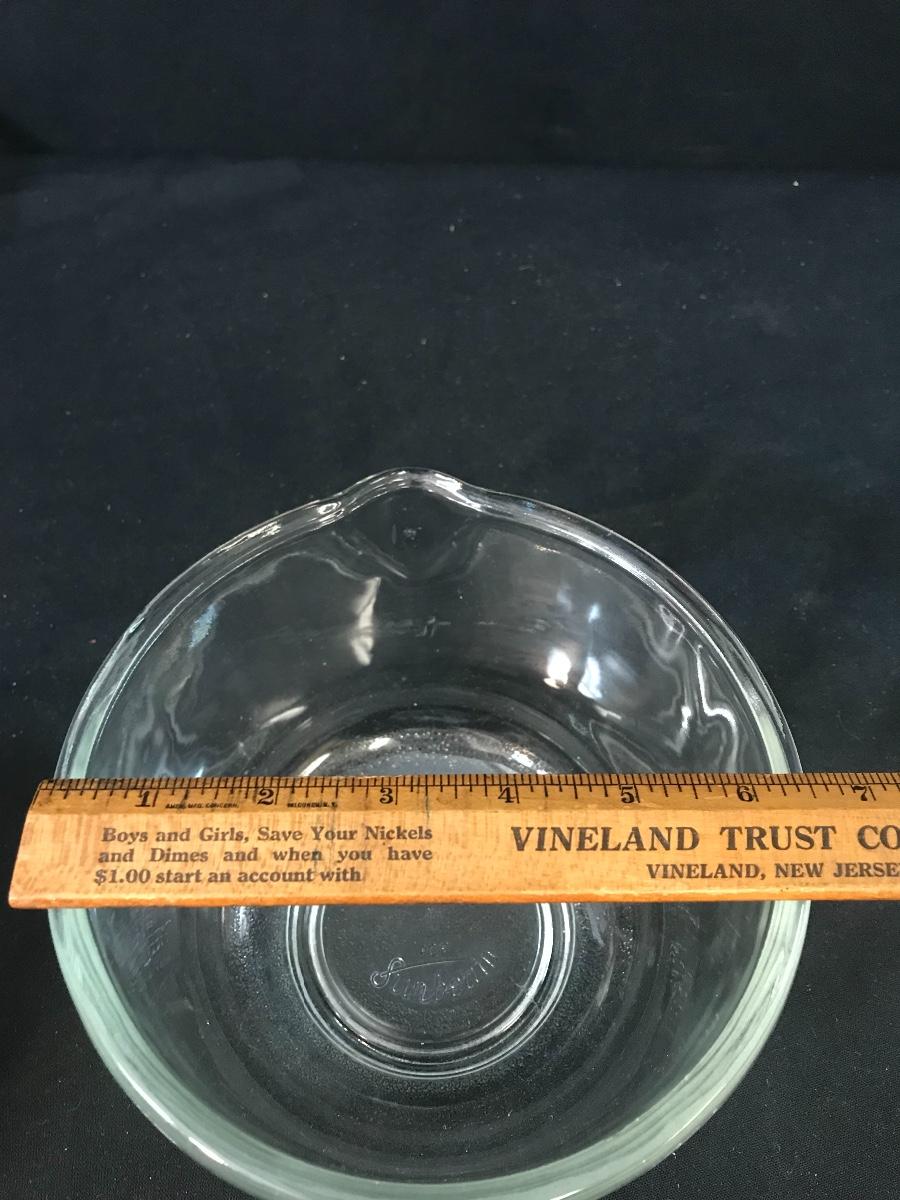 1 2 3 4 5 6 7
Boys and Girls, Save Your Nickels
and Dimes and when you have
$1.00 start an account with
VINELAND TRUST CO
VINELAND, NEW JERSE
Sunbeam